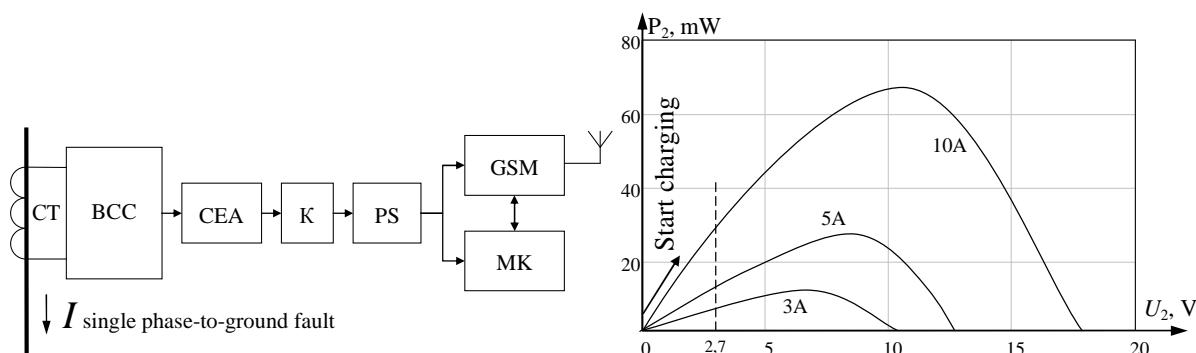 CT
BCC
CEA
К
PS
GSM
MK
I single phase-to-ground fault
P2, mW
80
60
40
20
Start charging
10A
5A
3A
U2, V
0
2,7
5
10
15
20